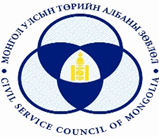 МОНГОЛ УЛСЫН ТӨРИЙН АЛБАНЫ ЗӨВЛӨЛ
• CIVIL SERVICE COUNCIL OF MONGOLIA •